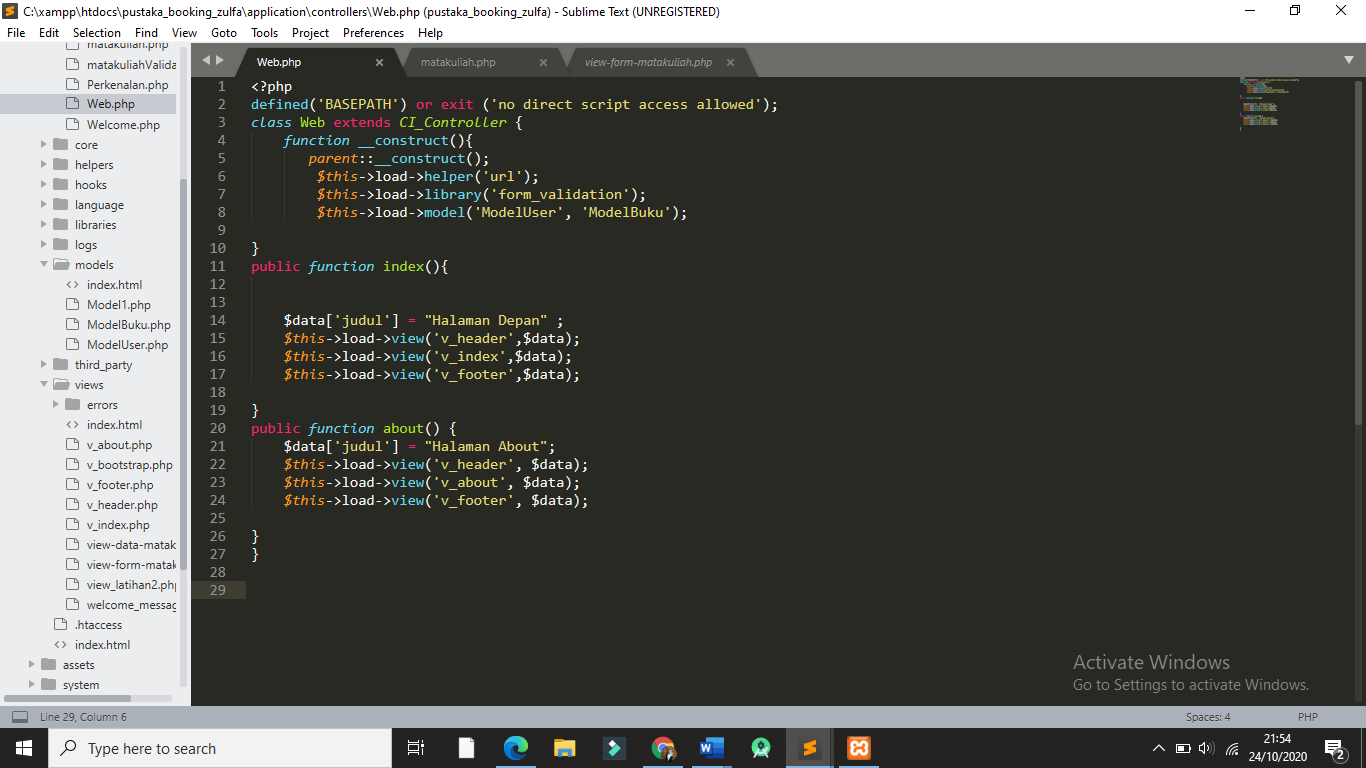 C:\xampp\htdocs\pustaka_booking_zulfa\application\controllers\Web.php (pustaka_booking_zulfa) - Sublime Text (UNREGISTERED)
File Edit Selection Find View Goto Tools Project Preferences Help
matakuliah.php
matakuliahValida
Perkenalan.php
Web.php
Welcome.php
core
helpers
hooks
language
libraries
logs
models
index.html
Model1.php
ModelBuku.php
ModelUser.php
third_party
views
errors
index.html
v_about.php
v_bootstrap.php
v_footer.php
v_header.php
v_index.php
view-data-matak
view-form-matak
view_latihan2.php
welcome_messag
.htaccess
index.html
assets
system
Web.php × matakuliah.php × view-form-matakuliah.php ×
1 <?php
2 defined('BASEPATH') or exit ('no direct script access allowed');
3 class Web extends CI_Controller {
4 function __construct(){
5 parent::__construct();
6 $this->load->helper('url');
7 $this->load->library('form_validation');
8 $this->load->model('ModelUser', 'ModelBuku');
9
10 }
11 public function index(){
12
13
14 $data['judul'] = "Halaman Depan" ;
15 $this->load->view('v_header',$data);
16 $this->load->view('v_index',$data);
17 $this->load->view('v_footer',$data);
18
19 }
20 public function about() {
21 $data['judul'] = "Halaman About";
22 $this->load->view('v_header', $data);
23 $this->load->view('v_about', $data);
24 $this->load->view('v_footer', $data);
25
26 }
27 }
28
29
Activate Windows
Go to Settings to activate Windows.
Line 29, Column 6 Spaces: 4 PHP
Type here to search
21:54
24/10/2020
2